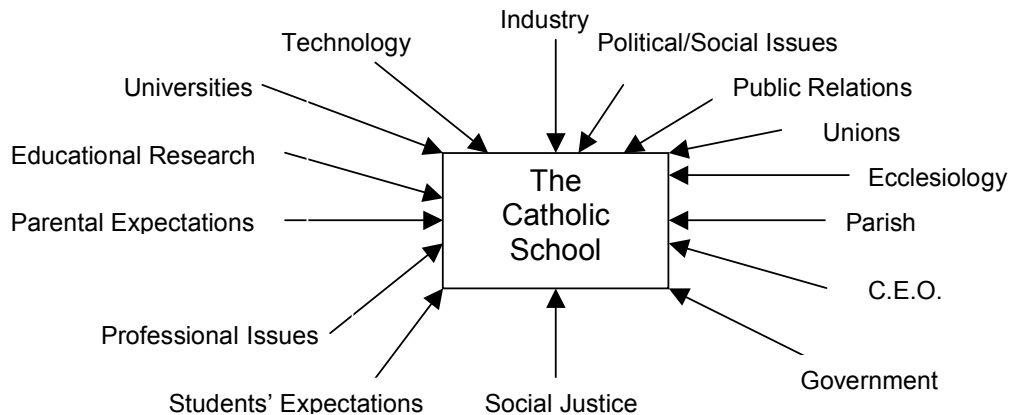 Industry
Technology
Political/Social Issues
Universities
Public Relations
Unions
Educational Research
The
Catholic
School
Ecclesiology
Parental Expectations
Parish
C.E.O.
Professional Issues
Government
Students’ Expectations
Social Justice